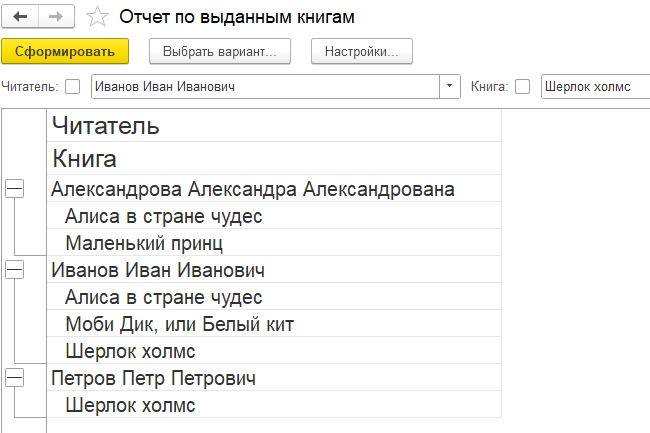 Отчет по выданным книгам
Сформировать Выбрать вариант... Настройки...
Читатель: Иванов Иван Иванович Книга: Шерлок холмс
Читатель
Книга
Александрова Александра Александрована
Алиса в стране чудес
Маленький принц
Иванов Иван Иванович
Алиса в стране чудес
Моби Дик, или Белый кит
Шерлок холмс
Петров Петр Петрович
Шерлок холмс